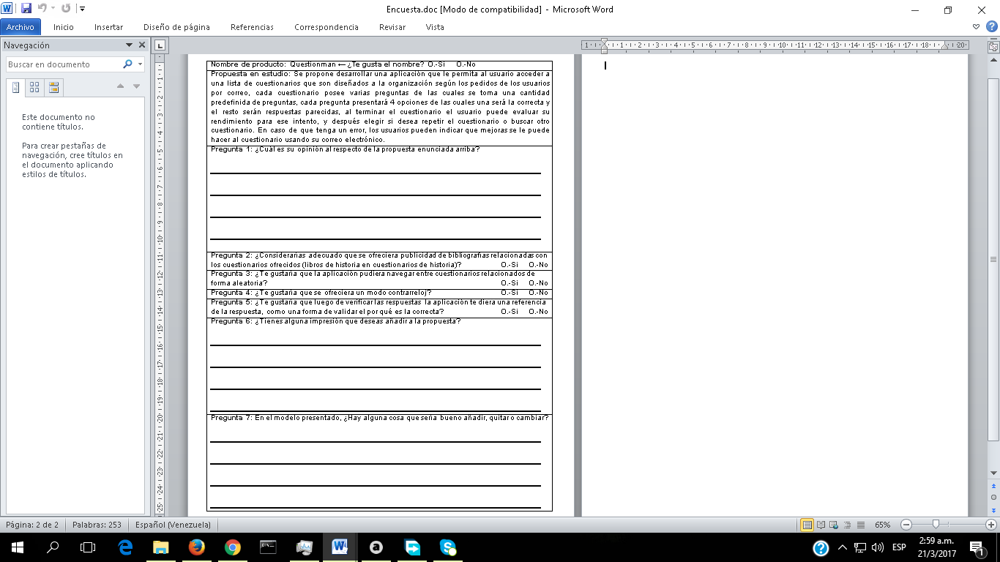 Encuesta.doc [Modo de compatibilidad] - Microsoft Word
Archivo Inicio Insertar Diseño de página Referencias Correspondencia Revisar Vista
Navegación
Buscar en documento
Este documento no
contiene títulos.
Para crear pestañas de
navegación, cree títulos en
el documento aplicando
estilos de títulos.
Nombre de producto: Questionman ← ¿Te gusta el nombre? O.-Si O.-No
Propuesta en estudio: Se propone desarrollar una aplicación que le permita al usuario acceder a
una lista de cuestionarios que son diseñados a la organización según los pedidos de los usuarios
por correo, cada cuestionario posee varias preguntas de las cuales se toma una cantidad
predefinida de preguntas, cada pregunta presentará 4 opciones de las cuales una será la correcta y
el resto serán respuestas parecidas, al terminar el cuestionario el usuario puede evaluar su
rendimiento para ese intento, y después elegir si desea repetir el cuestionario o buscar otro
cuestionario. En caso de que tenga un error, los usuarios pueden indicar que mejoras se le puede
hacer al cuestionario usando su correo electrónico.
Pregunta 1: ¿Cuál es su opinión al respecto de la propuesta enunciada arriba?
Pregunta 2: ¿Considerarías adecuado que se ofreciera publicidad de bibliografías relacionadas con
los cuestionarios ofrecidos (libros de historia en cuestionarios de historia)? O.-Si O.-No
Pregunta 3: ¿Te gustaría que la aplicación pudiera navegar entre cuestionarios relacionados de
forma aleatoria? O.-Si O.-No
Pregunta 4: ¿Te gustaría que se ofreciera un modo contrarreloj? O.-Si O.-No
Pregunta 5: ¿Te gustaría que luego de verificar las respuestas la aplicación te diera una referencia
de la respuesta, como una forma de validar el por qué es la correcta? O.-Si O.-No
Pregunta 6: ¿Tienes alguna impresión que deseas añadir a la propuesta?
Pregunta 7: En el modelo presentado, ¿Hay alguna cosa que sería bueno añadir, quitar o cambiar?
Página: 2 de 2 Palabras: 253 Español (Venezuela) 65%
ESP
2:59 a.m.
21/3/2017